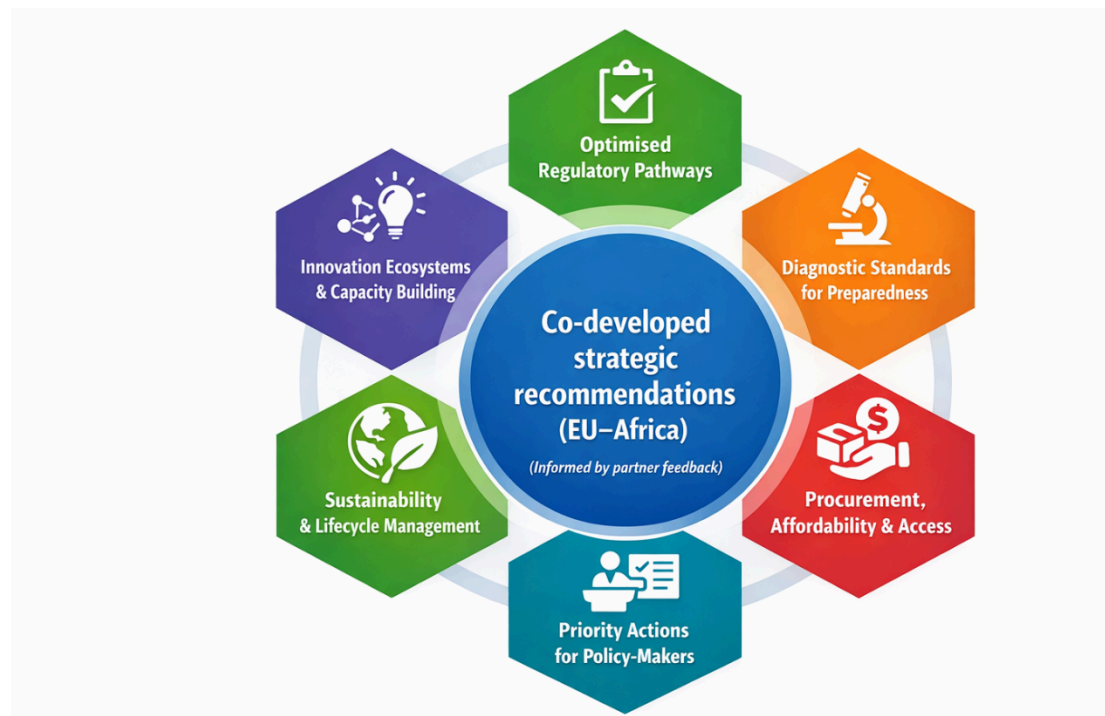 Optimised
Regulatory Pathways
Innovation Ecosystems
& Capacity Building
Diagnostic Standards
for Preparedness
Co-developed
strategic
recommendations
(EU–Africa)
(Informed by partner feedback)
Sustainability
& Lifecycle Management
Procurement,
Affordability & Access
$
Priority Actions
for Policy-Makers